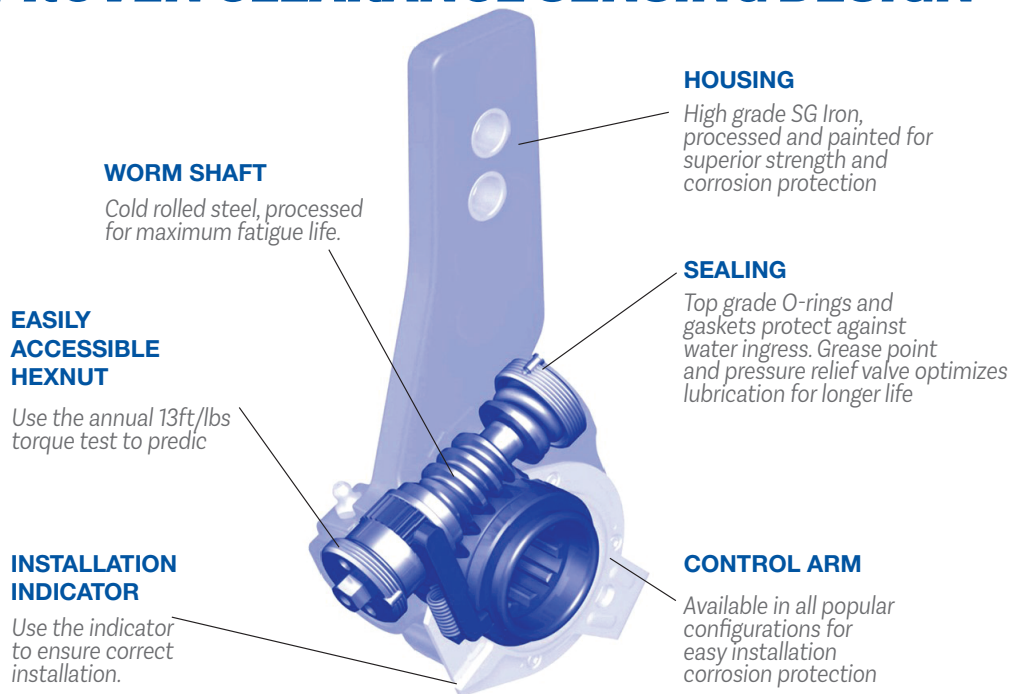 PROVEN CLEARANCE SENSING DESIGN
HOUSING
High grade SG Iron,
processed and painted for
superior strength and
corrosion protection
WORM SHAFT
Cold rolled steel, processed
for maximum fatigue life.
SEALING
Top grade O-rings and
gaskets protect against
water ingress. Grease point
and pressure relief valve optimizes
lubrication for longer life
EASILY
ACCESSIBLE
HEXNUT
Use the annual 13ft/lbs
torque test to predic
INSTALLATION
INDICATOR
Use the indicator
to ensure correct
installation.
CONTROL ARM
Available in all popular
configurations for
easy installation
corrosion protection